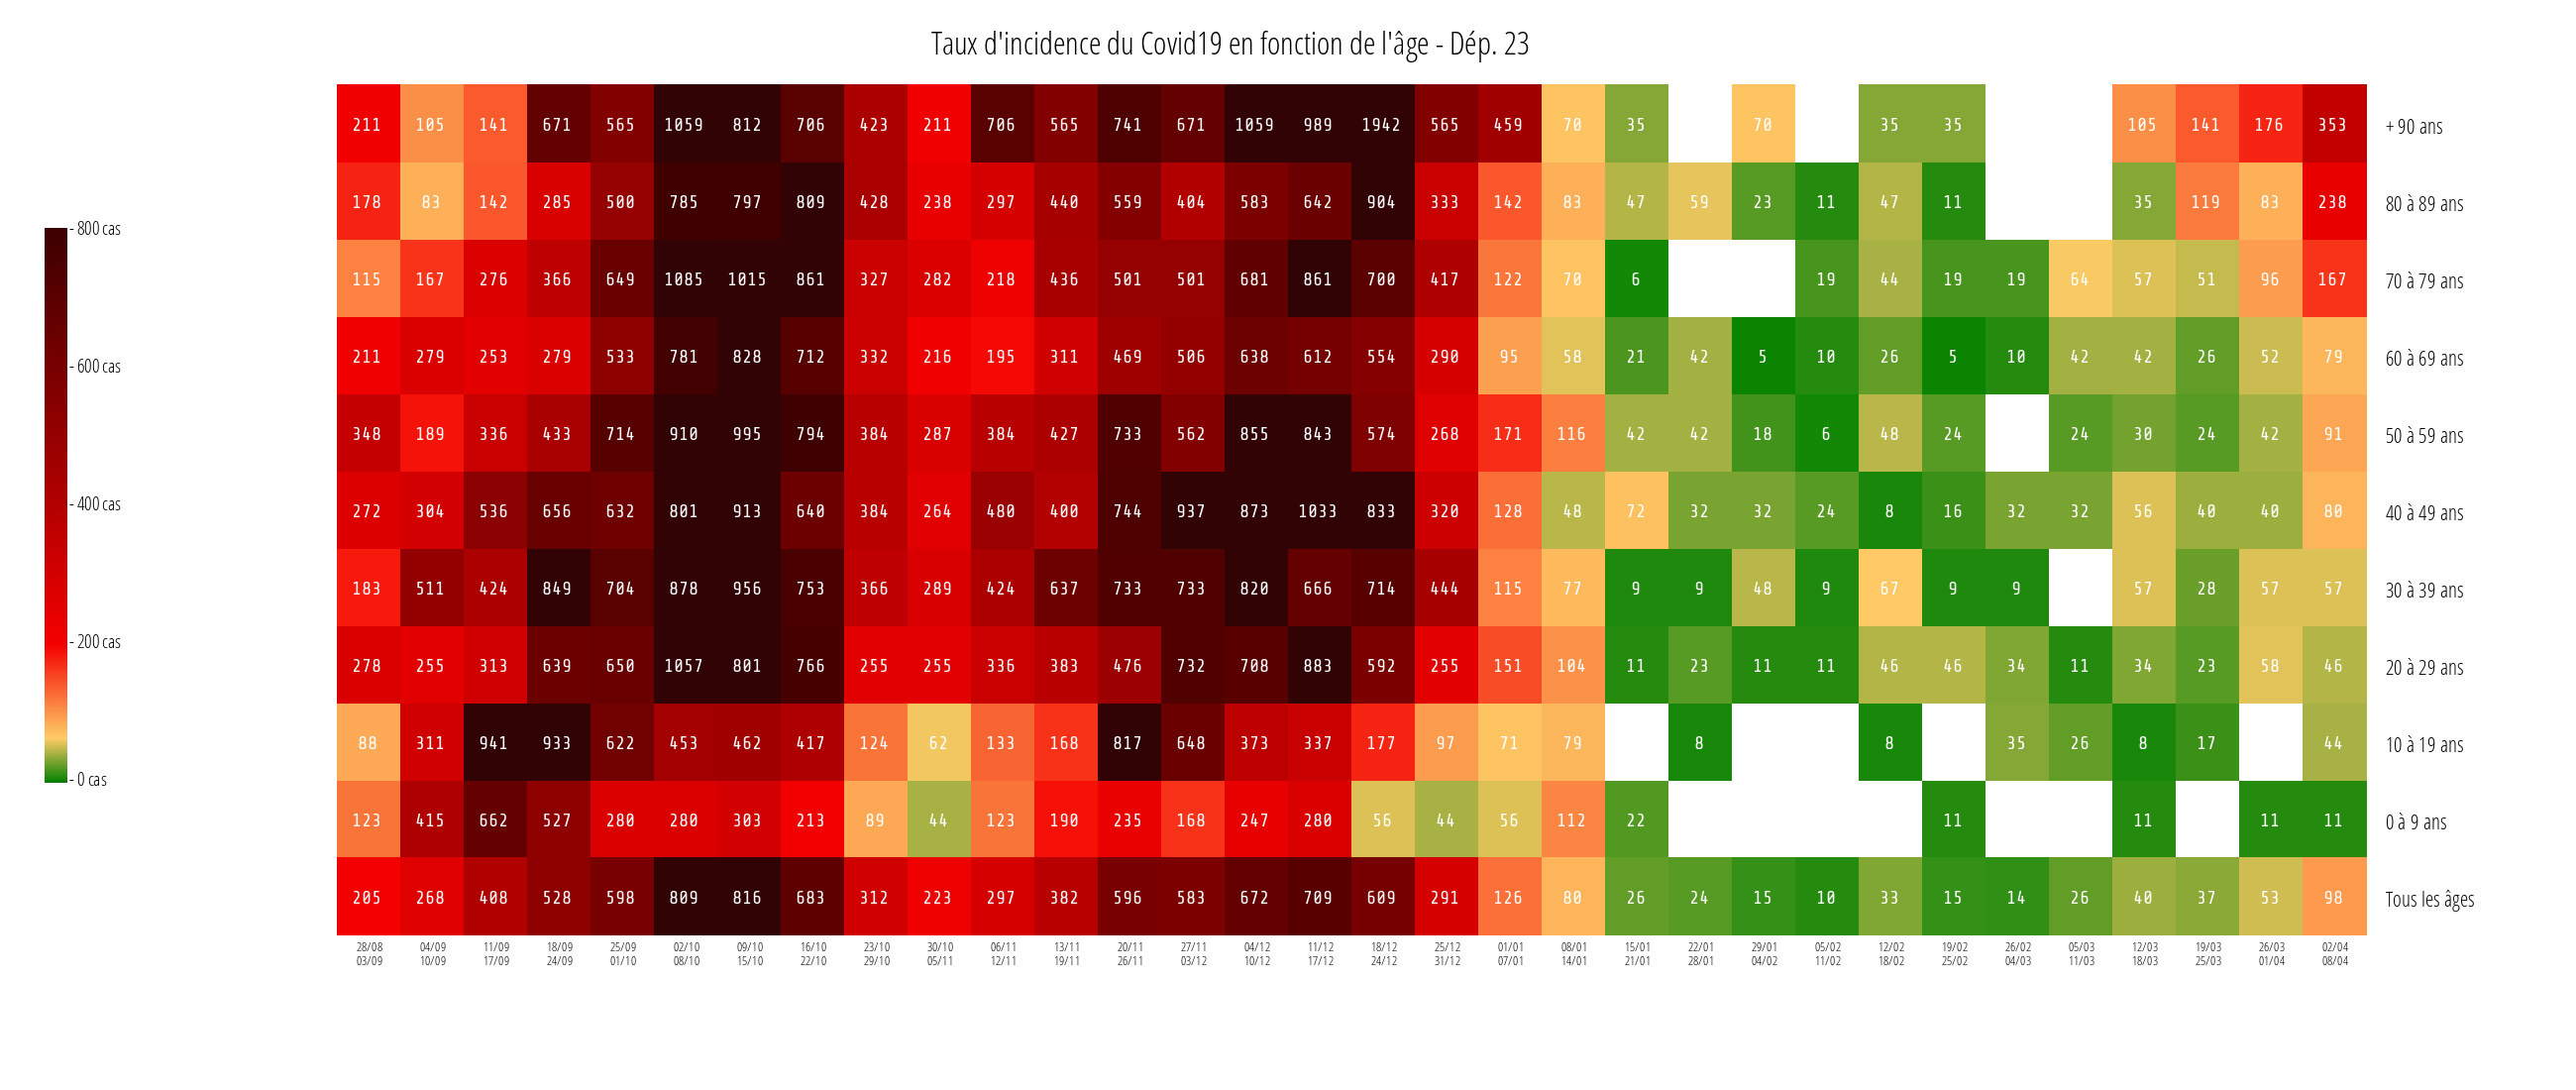 Taux d'incidence du Covid19 en fonction de l'âge - Dép. 23
- 800 cas
- 600 cas
- 400 cas
- 200 cas
- 0 cas
211 105 141 671 565 1059 812 706 423 211 706 565 741 671 1059 989 1942 565 459 70 35 70 35 35 105 141 176 353 + 90 ans
178 83 142 285 500 785 797 809 428 238 297 440 559 404 583 642 904 333 142 83 47 59 23 11 47 11 35 119 83 238 80 à 89 ans
115 167 276 366 649 1085 1015 861 327 282 218 436 501 501 681 861 700 417 122 70 6 19 44 19 19 64 57 51 96 167 70 à 79 ans
211 279 253 279 533 781 828 712 332 216 195 311 469 506 638 612 554 290 95 58 21 42 5 10 26 5 10 42 42 26 52 79 60 à 69 ans
348 189 336 433 714 910 995 794 384 287 384 427 733 562 855 843 574 268 171 116 42 42 18 6 48 24 24 30 24 42 91 50 à 59 ans
272 304 536 656 632 801 913 640 384 264 480 400 744 937 873 1033 833 320 128 48 72 32 32 24 8 16 32 32 56 40 40 80 40 à 49 ans
183 511 424 849 704 878 956 753 366 289 424 637 733 733 820 666 714 444 115 77 9 9 48 9 67 9 9 57 28 57 57 30 à 39 ans
278 255 313 639 650 1057 801 766 255 255 336 383 476 732 708 883 592 255 151 104 11 23 11 11 46 46 34 11 34 23 58 46 20 à 29 ans
88 311 941 933 622 453 462 417 124 62 133 168 817 648 373 337 177 97 71 79 8 8 35 26 8 17 44 10 à 19 ans
123 415 662 527 280 280 303 213 89 44 123 190 235 168 247 280 56 44 56 112 22 11 11 11 11 0 à 9 ans
205 268 408 528 598 809 816 683 312 223 297 382 596 583 672 709 609 291 126 80 26 24 15 10 33 15 14 26 40 37 53 98 Tous les âges
28/08 04/09 11/09 18/09 25/09 02/10 09/10 16/10 23/10 30/10 06/11 13/11 20/11 27/11 04/12 11/12 18/12 25/12 01/01 08/01 15/01 22/01 29/01 05/02 12/02 19/02 26/02 05/03 12/03 19/03 26/03 02/04
03/09 10/09 17/09 24/09 01/10 08/10 15/10 22/10 29/10 05/11 12/11 19/11 26/11 03/12 10/12 17/12 24/12 31/12 07/01 14/01 21/01 28/01 04/02 11/02 18/02 25/02 04/03 11/03 18/03 25/03 01/04 08/04